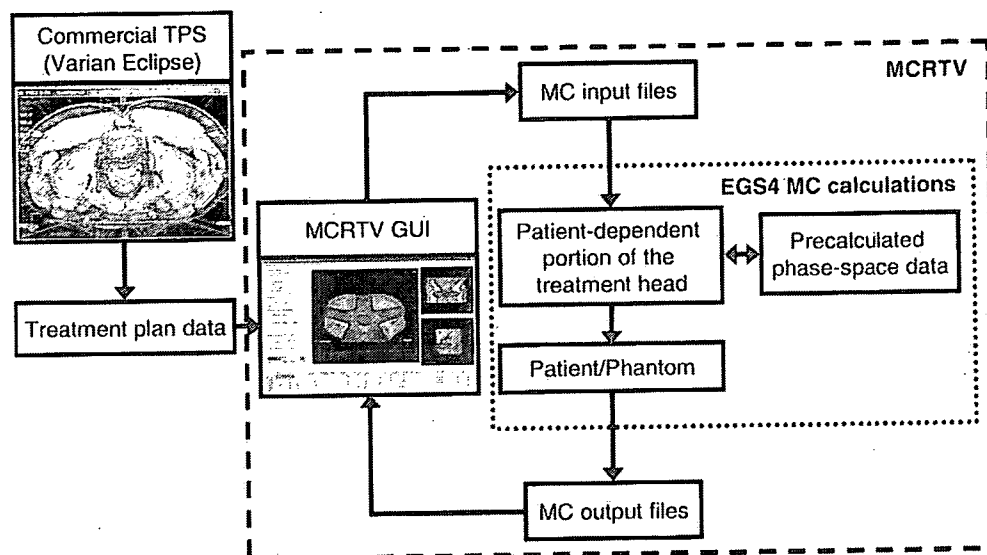 Commercial TPS
(Varian Eclipse)
Treatment plan data
MCRTV
MCRTV GUI
MC input files
EGS4 MC calculations
Patient-dependent
portion of the
treatment head
Precalculated
phase-space data
Patient/Phantom
MC output files